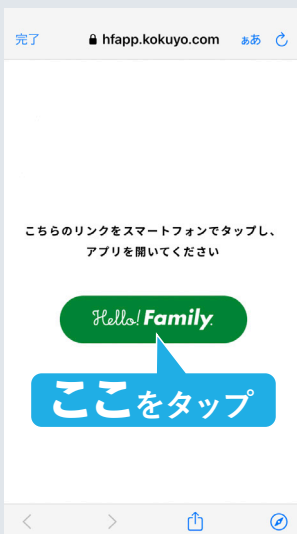 完了 hfapp.kokuyo.com ぁあ
こちらのリンクをスマートフォンでタップし、
アプリを開いてください
Hello! Family.
ここをタップ